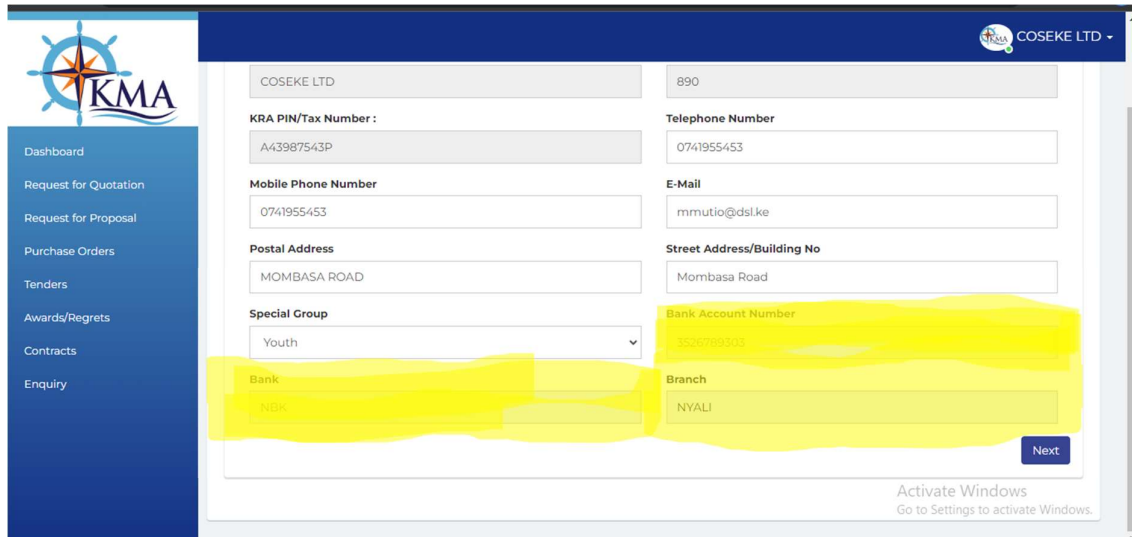 KMA
KMA COSEKE LTD
Dashboard
Request for Quotation
Request for Proposal
Purchase Orders
Tenders
Awards/Regrets
Contracts
Enquiry
COSEKE LTD
890
KRA PIN/Tax Number :
Telephone Number
A43987543P
0741955453
Mobile Phone Number
E-Mail
0741955453
mmutio@dsl.ke
Postal Address
Street Address/Building No
MOMBASA ROAD
Mombasa Road
Special Group
Bank Account Number
Youth
3526789303
Bank
Branch
NBK
NYALI
Next
Activate Windows
Go to Settings to activate Windows.